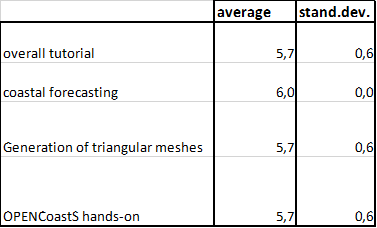 average stand.dev.
overall tutorial 5,7 0,6
coastal forecasting 6,0 0,0
Generation of triangular meshes 5,7 0,6
OPENCoastS hands-on 5,7 0,6